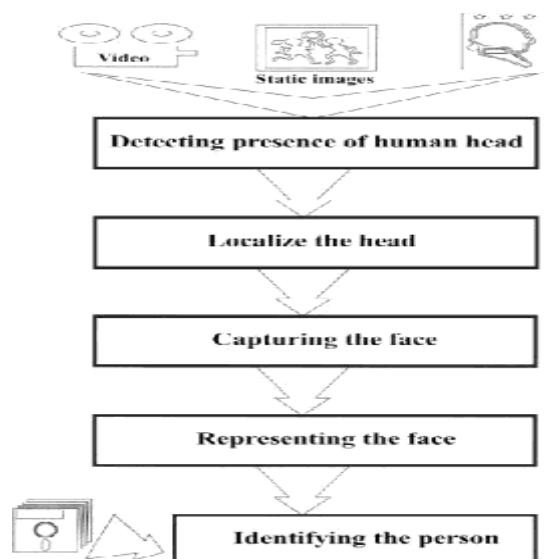 Video
Static images
Detecting presence of human head
Localize the head
Capturing the face
Representing the face
Identifying the person